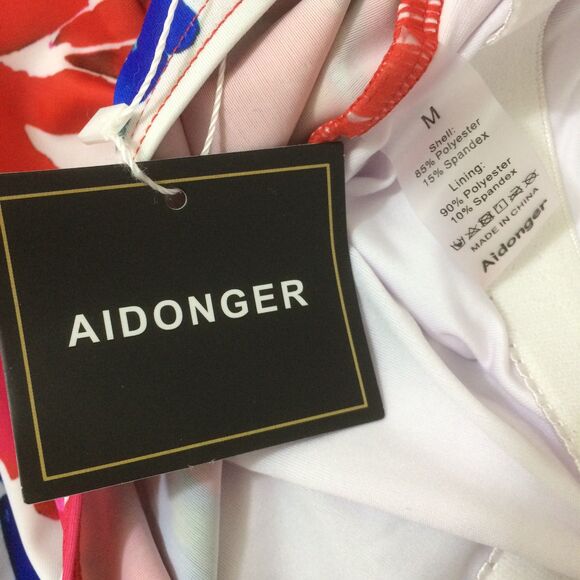 AIDONGER
M
Shell:
85% Polyester
15% Spandex
Lining:
90% Polyester
10% Spandex
MADE IN CHINA
Aidonger